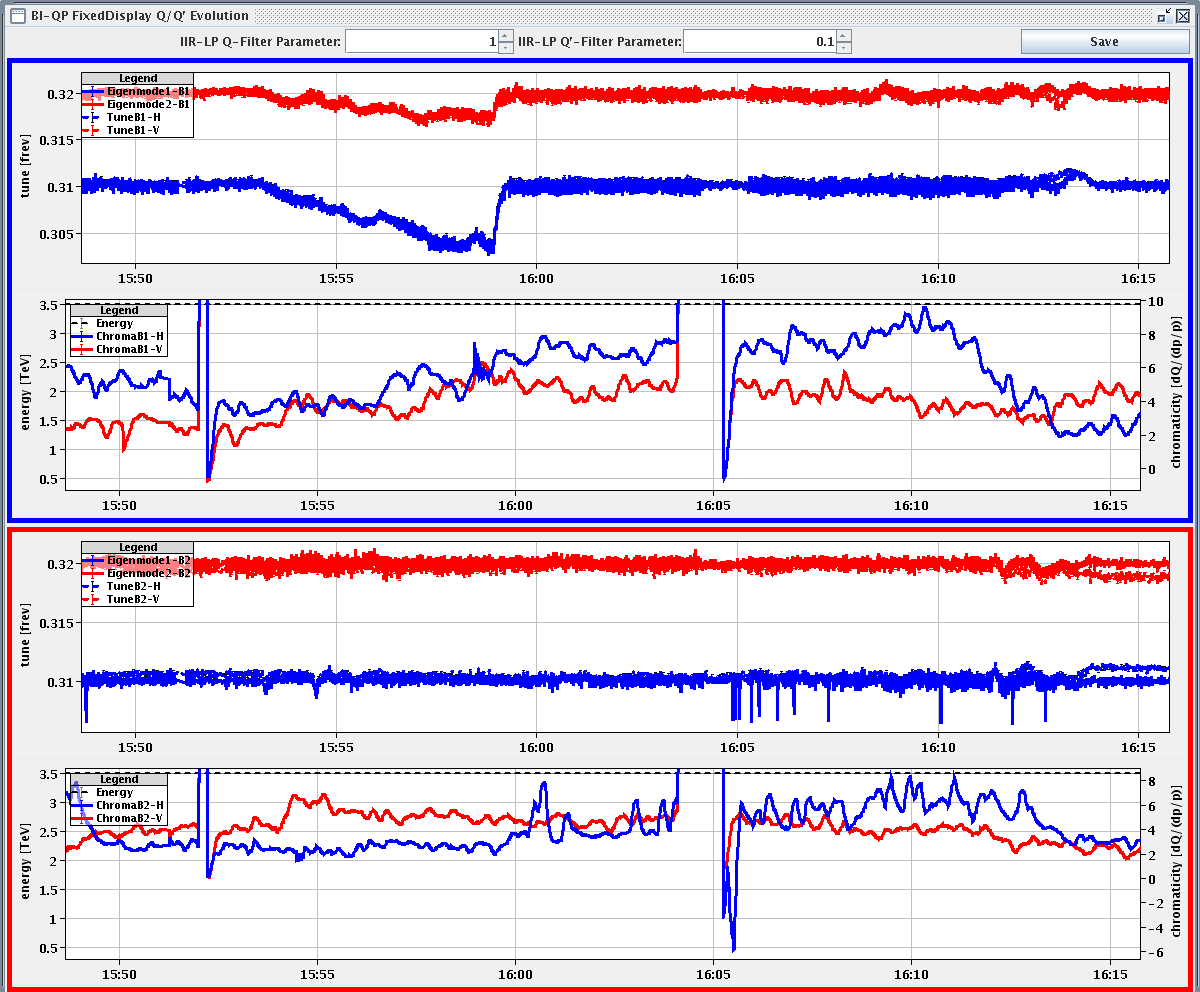 BI-QP FixedDisplay Q/Q' Evolution
IIR-LP Q-Filter Parameter: 1 IIR-LP Q'-Filter Parameter: 0.1 Save
Legend
Eigenmode1-B1
Eigenmode2-B1
TuneB1-H
TuneB1-V
tune [frev]
0.32
0.315
0.31
0.305
15:50 15:55 16:00 16:05 16:10 16:15
Legend
Energy
ChromaB1-H
ChromaB1-V
energy [TeV]
3.5
3
2.5
2
1.5
1
0.5
10
8
6
4
2
0
chromaticity [dQ/(dp/p)]
15:50 15:55 16:00 16:05 16:10 16:15
Legend
Eigenmode1-B2
Eigenmode2-B2
TuneB2-H
TuneB2-V
tune [frev]
0.32
0.315
0.31
15:50 15:55 16:00 16:05 16:10 16:15
Legend
Energy
ChromaB2-H
ChromaB2-V
energy [TeV]
3.5
3
2.5
2
1.5
1
0.5
8
6
4
2
0
-2
-4
-6
chromaticity [dQ/(dp/p)]
15:50 15:55 16:00 16:05 16:10 16:15